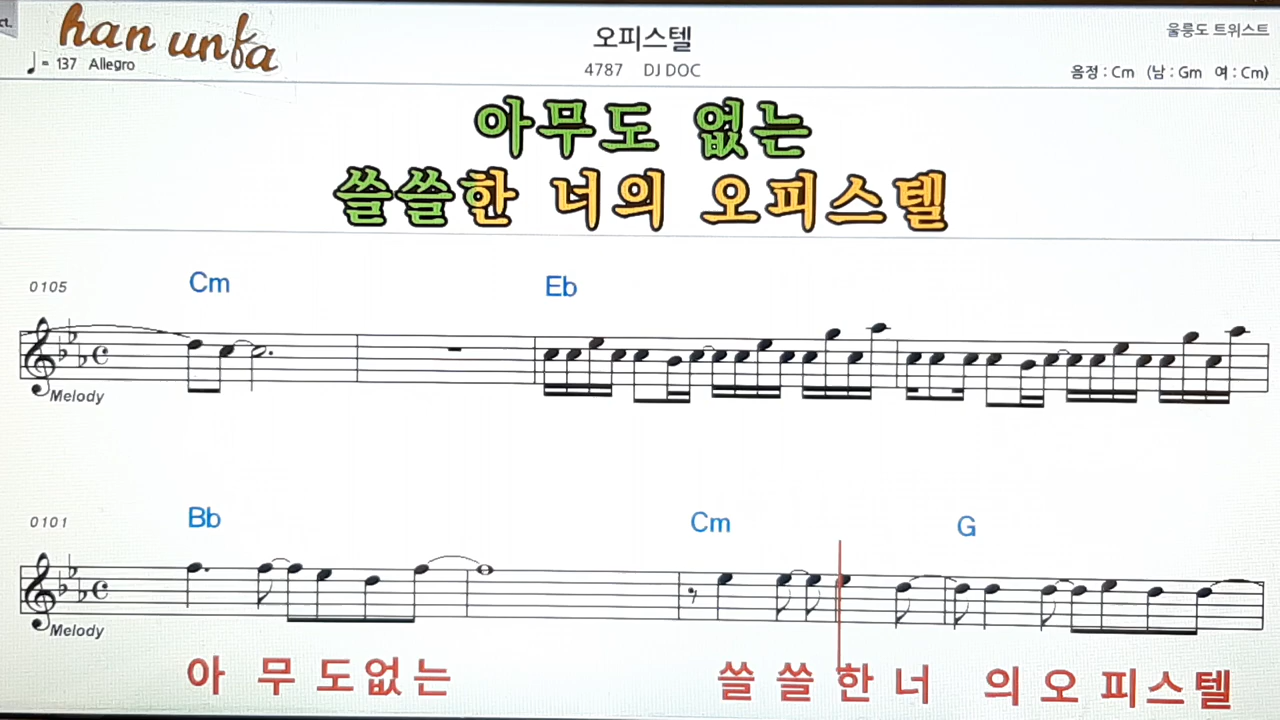 ct.
han unfa
♩ = 137 Allegro
오피스텔
4787 DJ DOC
울릉도 트위스트
음정 : Cm (남 : Gm 여 : Cm)
아무도 없는
쓸쓸한 너의 오피스텔
0105
Cm Eb
Melody
0101
Bb Cm G
Melody
아 무 도 없 는 쓸 쓸 한 너 의 오 피 스 텔